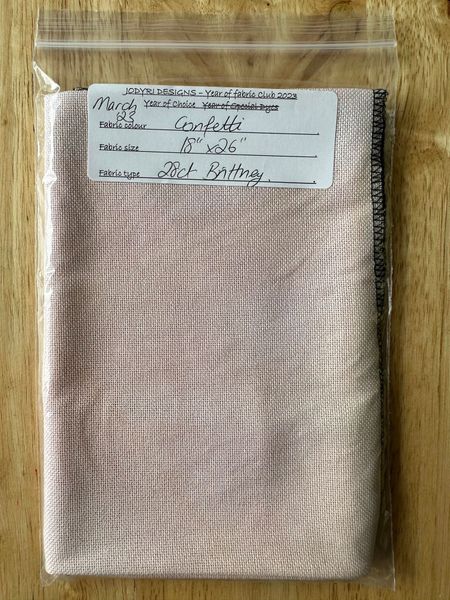 JODYRI DESIGNS - Year of fabric Club 2023
March 23 Year of Choice Year of Special Dyes
Fabric colour Confetti
Fabric size 18" x 26"
Fabric type 28ct Brittney